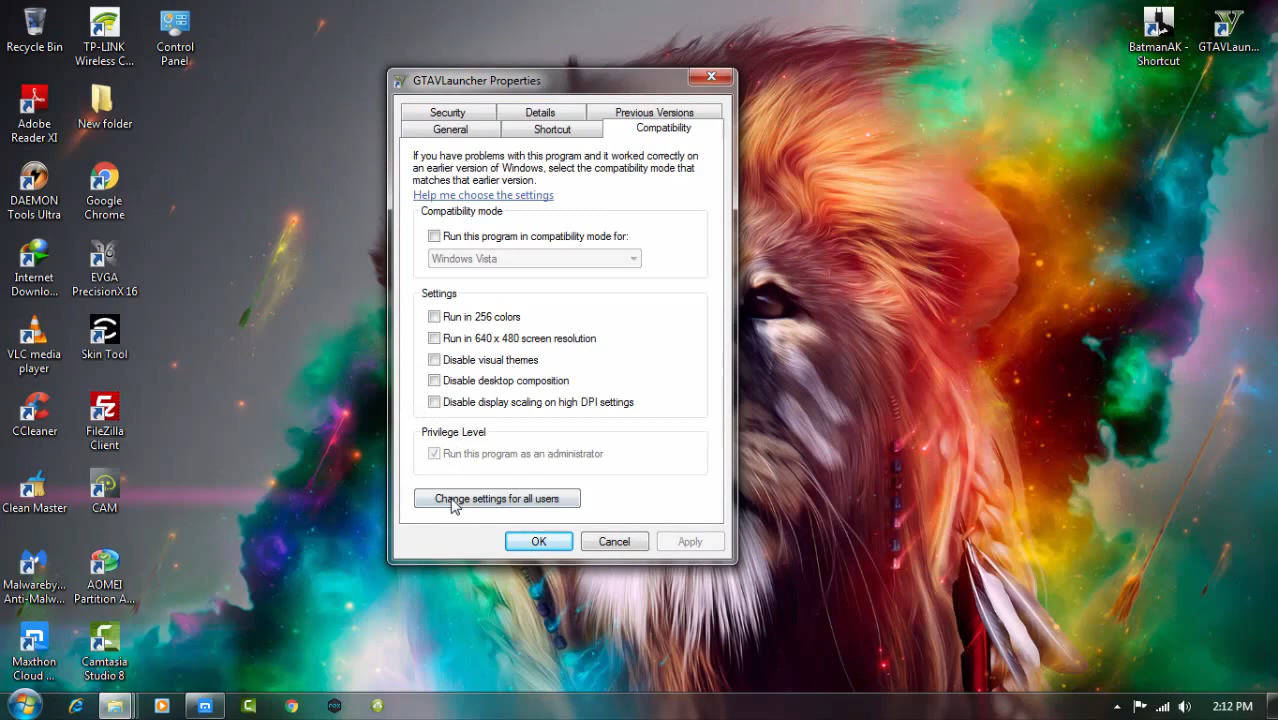 Recycle Bin
TP-LINK
Wireless C...
Control
Panel
Adobe
Reader XI
New folder
DAEMON
Tools Ultra
Google
Chrome
Internet
Downlo...
EVGA
PrecisionX 16
VLC media
player
Skin Tool
CCleaner
FileZilla
Client
Clean Master
CAM
Malwareby...
Anti-Malw...
AOMEI
Partition A...
Maxthon
Cloud ...
Camtasia
Studio 8
BatmanAK -
Shortcut
GTAVLaun...
GTAVLauncher Properties
Security
Details
Previous Versions
General
Shortcut
Compatibility
If you have problems with this program and it worked correctly on
an earlier version of Windows, select the compatibility mode that
matches that earlier version.
Help me choose the settings
Compatibility mode
Run this program in compatibility mode for:
Windows Vista
Settings
Run in 256 colors
Run in 640 x 480 screen resolution
Disable visual themes
Disable desktop composition
Disable display scaling on high DPI settings
Privilege Level
Run this program as an administrator
Change settings for all users
OK
Cancel
Apply
2:12 PM